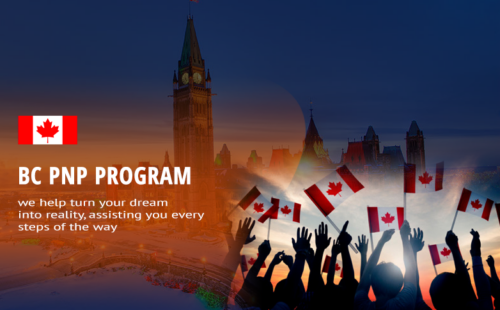 BC PNP PROGRAM
we help turn your dream
into reality, assisting you every
steps of the way